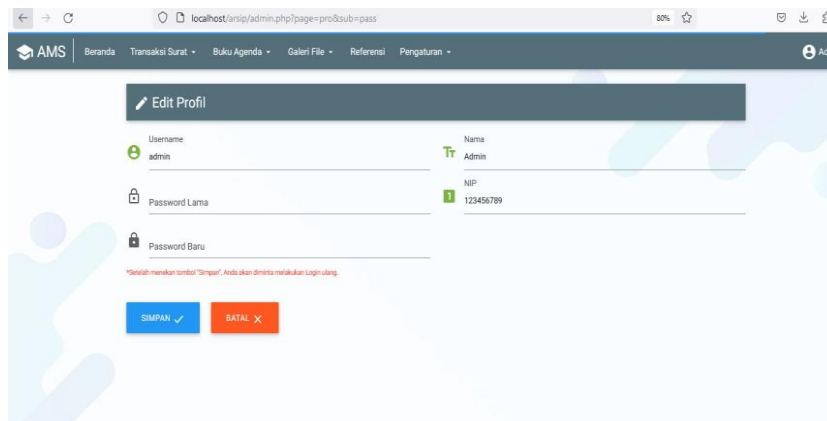 localhost/arsip/admin.php?page=pro&sub=pass 80%
AMS Beranda Transaksi Surat Buku Agenda Galeri File Referensi Pengaturan
Edit Profil
Username
admin
Nama
Tт Admin
Password Lama
NIP
1 123456789
Password Baru
*Setelah menekan tombol "Simpan", Anda akan diminta melakukan Login ulang.
SIMPAN BATAL